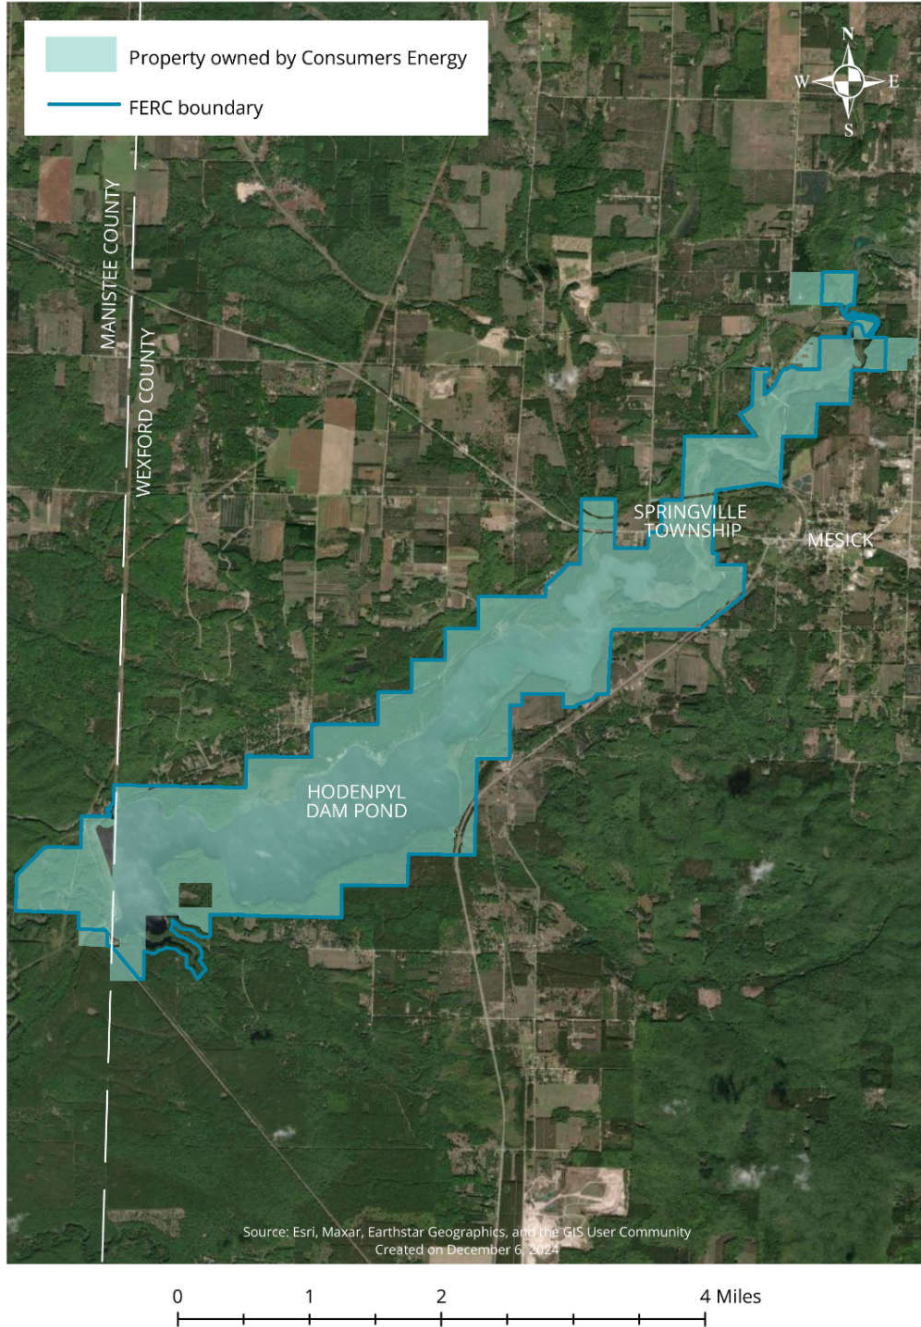 Property owned by Consumers Energy
FERC boundary
N
W E
S
MANISTEE COUNTY
WEXFORD COUNTY
SPRINGVILLE
TOWNSHIP
MESICK
HODENPYL
DAM POND
Source: Esri, Maxar, Earthstar Geographics, and the GIS User Community
Created on December 6, 2024
0 1 2 4 Miles